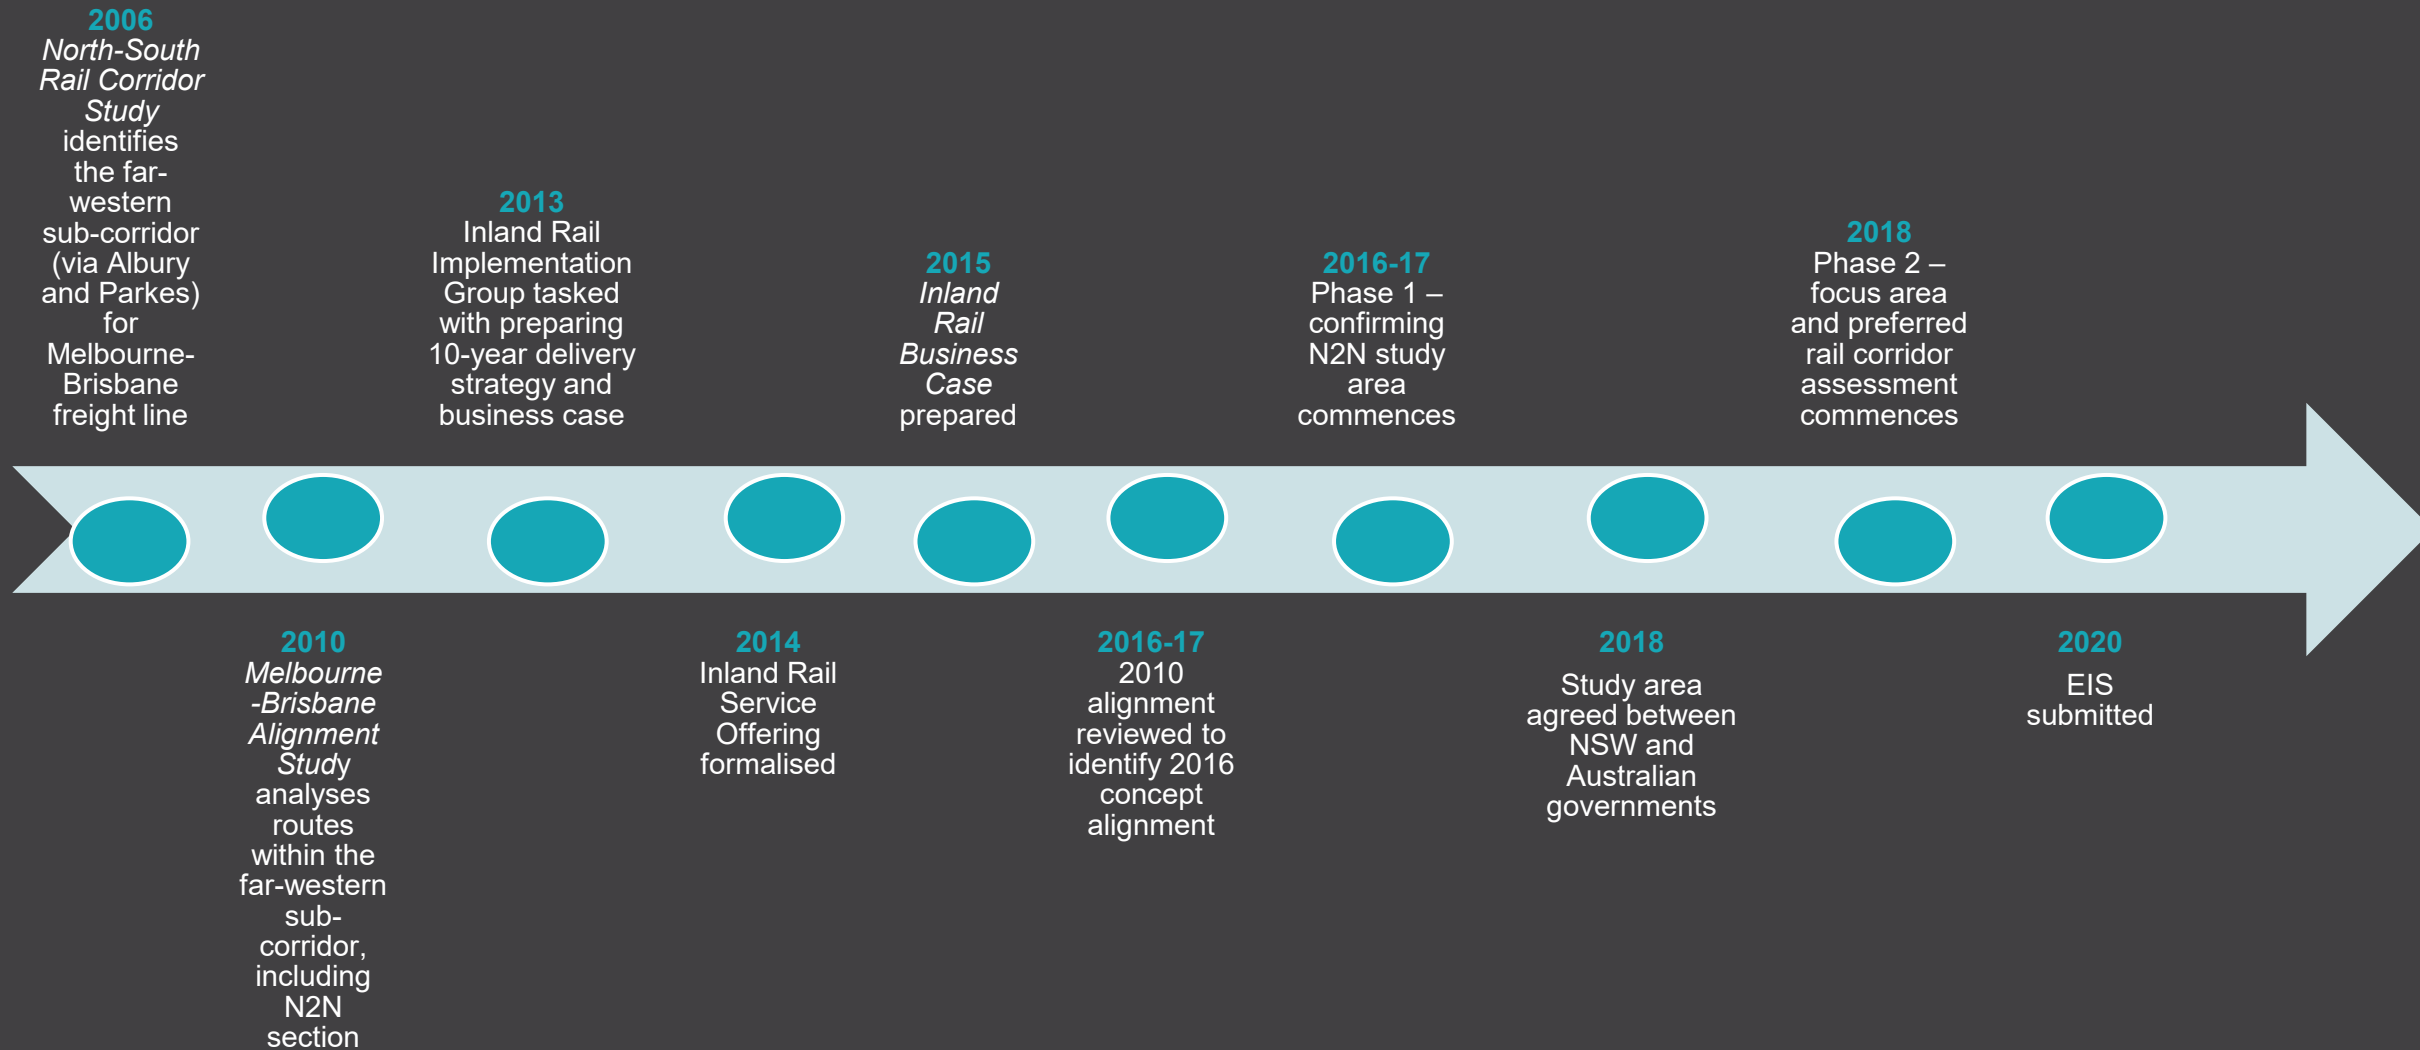 2006
North-South
Rail Corridor
Study
identifies
the far-
western
sub-corridor
(via Albury
and Parkes)
for
Melbourne-
Brisbane
freight line
2010
Melbourne
-Brisbane
Alignment
Study
analyses
routes
within the
far-western
sub-
corridor,
including
N2N
section
2013
Inland Rail
Implementation
Group tasked
with preparing
10-year delivery
strategy and
business case
2014
Inland Rail
Service
Offering
formalised
2015
Inland
Rail
Business
Case
prepared
2016-17
2010
alignment
reviewed to
identify 2016
concept
alignment
2016-17
Phase 1 –
confirming
N2N study
area
commences
2018
Study area
agreed between
NSW and
Australian
governments
2018
Phase 2 –
focus area
and preferred
rail corridor
assessment
commences
2020
EIS
submitted